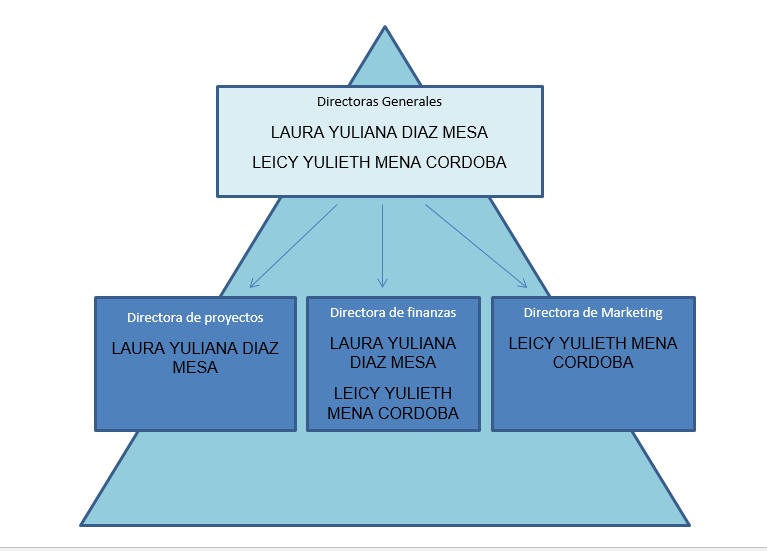 Directoras Generales
LAURA YULIANA DIAZ MESA
LEICY YULIETH MENA CORDOBA
Directora de proyectos
LAURA YULIANA DIAZ
MESA
Directora de finanzas
LAURA YULIANA
DIAZ MESA
LEICY YULIETH
MENA CORDOBA
Directora de Marketing
LEICY YULIETH MENA
CORDOBA